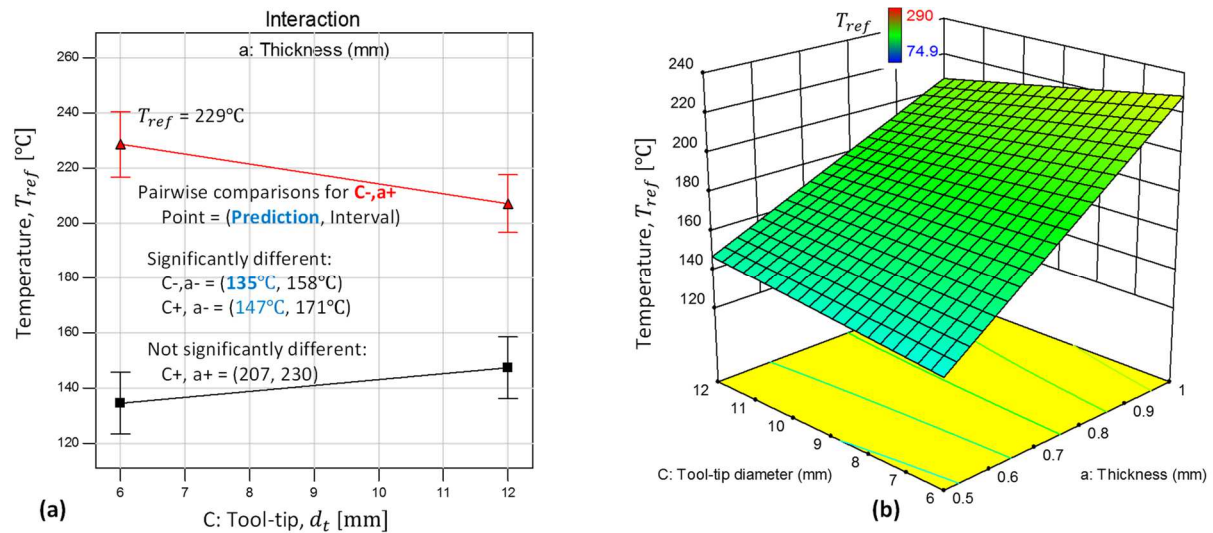 Interaction
a: Thickness (mm)
260
240
220
200
180
160
140
120
Temperature, T_ref [°C]
T_ref = 229°C
Pairwise comparisons for C-,a+
Point = (Prediction, Interval)
Significantly different:
C-,a- = (135°C, 158°C)
C+, a- = (147°C, 171°C)
Not significantly different:
C+, a+ = (207, 230)
6 7 8 9 10 11 12
C: Tool-tip, d_t [mm]
(a)
T_ref
290
74.9
240
220
200
180
160
140
120
Temperature, T_ref [°C]
12 11 10 9 8 7 6
C: Tool-tip diameter (mm)
0.5 0.6 0.7 0.8 0.9 1
a: Thickness (mm)
(b)